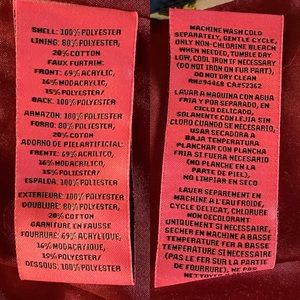 SHELL: 100% POLYESTER
LINING: 80% POLYESTER,
20% COTTON
FAUX FURTRIM:
FRONT: 69% ACRYLIC,
16% MODACRYLIC,
15% POLYESTER
BACK: 100% POLYESTER
ARMAZON: 100% POLYESTER
FORRO: 80% POLYESTER,
20% COTTON
ADORNO DE PIELARTIFICIAL:
FRENTE: 69% ACRILICO,
16% MODACRILICO,
15% POLYESTER
ESPALDA: 100% POLYESTER
EXTERIEURE: 100% POLYESTER
DOUBLURE: 80% POLYESTER,
20% COTTON
GARNITURE EN FAUSSE
FOURRURE: 69% ACRYLIQUE,
16% MODACRYLIQUE,
15% POLYESTER
DESSOUS: 100% POLYESTER
MACHINE WASH COLD
SEPARATELY, GENTLE CYCLE,
ONLY NON-CHLORINE BLEACH
WHEN NEEDED, TUMBLE DRY
LOW, COOL IRON IF NECESSARY
(DO NOT IRON ON FUR PART),
DO NOT DRY CLEAN
RN#94468 CA#52362
LAVAR A MAQUINA CON AGUA
FRIA Y POR SEPARADO, EN
CICLO DELICADO,
SOLAMENTE CON LEJIA SIN
CLORO CUANDO SE NECESARIO,
USAR SECADORA A
BAJA TEMPERATURA
PLANCHAR CON PLANCHA
FRIA SI FUERA NECESARIO
(NO PLANCHE EN LA
PARTE DE PIEL),
NO LIMPIAR EN SECO
LAVER SEPAREMENT EN
MACHINE A L'EAU FROIDE,
CYCLE DELICAT, CHLORURE
NON DECOLORANT
UNIQUEMENT SI NECESSAIRE,
SECHER EN MACHINE A BASSE
TEMPERATURE FER A BASSE
TEMPERATURE SI NECESSAIRE
(PAS LE FER SUR LA PARTIE
DE FOURRURE), NE PAS